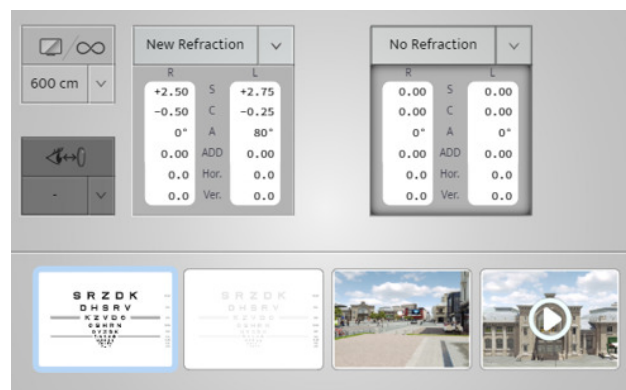 600 cm
-
New Refraction
R L
+2.50 S +2.75
-0.50 C -0.25
0° A 80°
0.00 ADD 0.00
0.0 Hor. 0.0
0.0 Ver. 0.0
No Refraction
R L
0.00 S 0.00
0.00 C 0.00
0° A 0°
0.00 ADD 0.00
0.0 Hor. 0.0
0.0 Ver. 0.0
S R Z D K
D H S R V
K Z V D O
S R Z D K
D H S R V